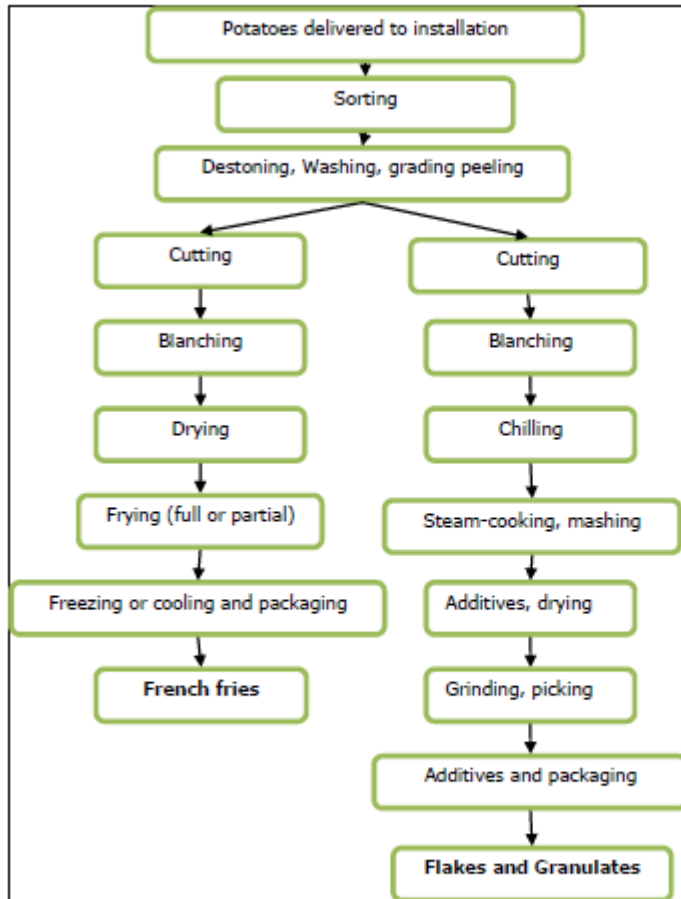 Potatoes delivered to installation
Sorting
Destoning, Washing, grading peeling
Cutting
Blanching
Drying
Frying (full or partial)
Freezing or cooling and packaging
French fries
Cutting
Blanching
Chilling
Steam-cooking, mashing
Additives, drying
Grinding, picking
Additives and packaging
Flakes and Granulates